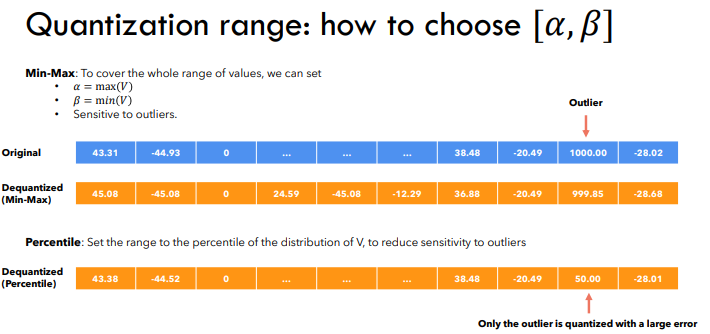 Quantization range: how to choose [α, β]
Min-Max: To cover the whole range of values, we can set
• α = max(V)
• β = min(V)
• Sensitive to outliers.
Outlier
Original 43.31 -44.93 0 ... ... ... 38.48 -20.49 1000.00 -28.02
Dequantized
(Min-Max) 45.08 -45.08 0 24.59 -45.08 -12.29 36.88 -20.49 999.85 -28.68
Percentile: Set the range to the percentile of the distribution of V, to reduce sensitivity to outliers
Dequantized
(Percentile) 43.38 -44.52 0 ... ... ... 38.48 -20.49 50.00 -28.01
Only the outlier is quantized with a large error